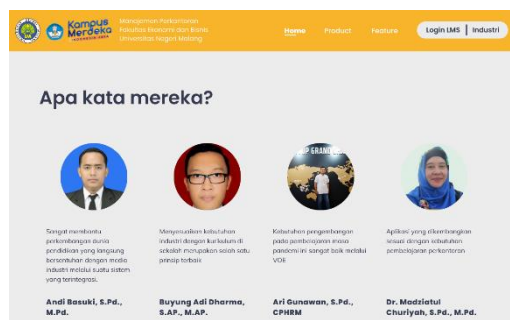 Kampus
Merdeka
INDONESIA JAYA
Manajemen Perkantoran
Fakultas Ekonomi dan Bisnis
Universitas Negeri Malang
Home
Product
Feature
Login LMS | Industri
Apa kata mereka?
Sangat membantu
perkembangan dunia
pendidikan yang langsung
bersentuhan dengan media
industri melalui suatu sistem
yang terintegrasi.
Andi Basuki, S.Pd.,
M.Pd.
Menyesuaikan kebutuhan
industri dengan kurikulum di
sekolah merupakan salah satu
prinsip terbaik
Buyung Adi Dharma,
S.AP., M.AP.
Kebutuhan pengembangan
pada pembelajaran masa
pandemi ini sangat baik melalui
VOE
Ari Gunawan, S.Pd.,
CPHRM
Aplikasi yang dikembangkan
sesuai dengan kebutuhan
pembelajaran perkantoran
Dr. Madziatul
Churiyah, S.Pd., M.Pd.